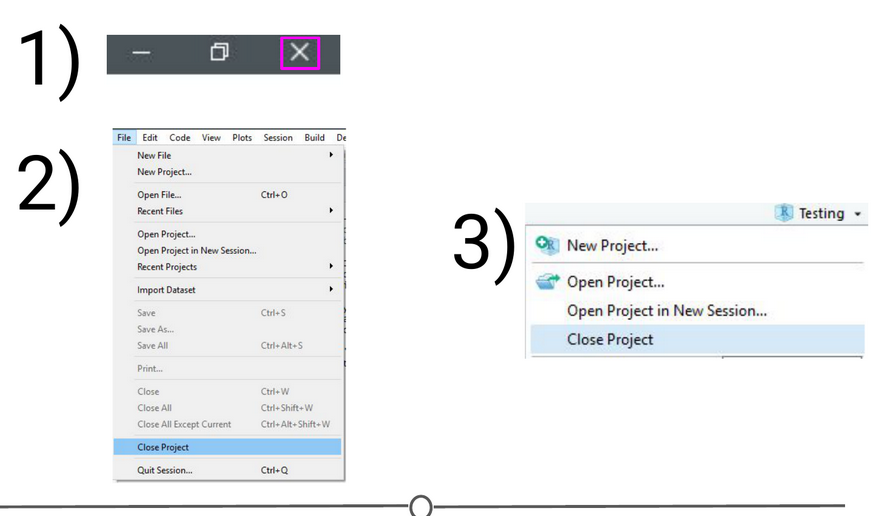 1)
2)
File Edit Code View Plots Session Build De
New File
New Project...
Open File... Ctrl+O
Recent Files
Open Project...
Open Project in New Session...
Recent Projects
Import Dataset
Save Ctrl+S
Save As...
Save All Ctrl+Alt+S
Print...
Close Ctrl+W
Close All Ctrl+Shift+W
Close All Except Current Ctrl+Alt+Shift+W
Close Project
Quit Session... Ctrl+Q
3)
R Testing
R New Project...
R Open Project...
Open Project in New Session...
Close Project